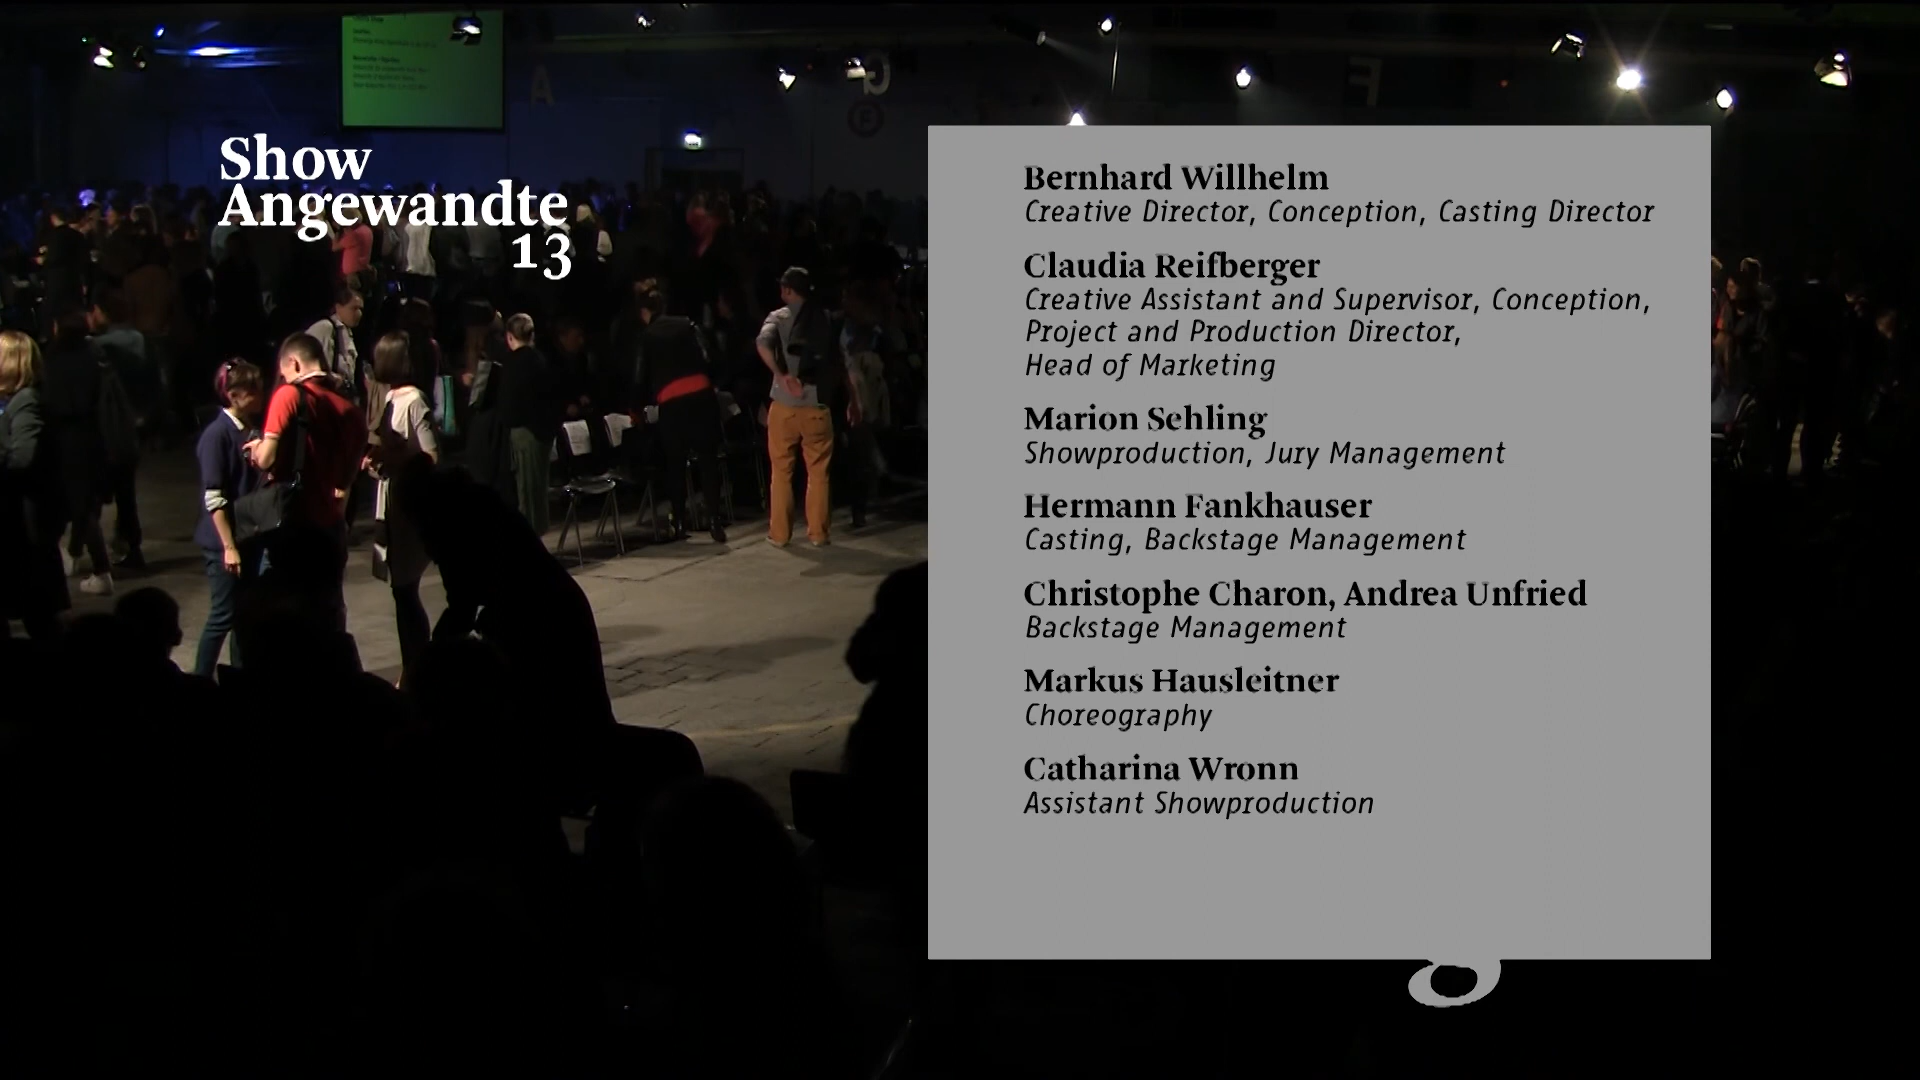 Show
Angewandte
13
Bernhard Willhelm
Creative Director, Conception, Casting Director
Claudia Reifberger
Creative Assistant and Supervisor, Conception,
Project and Production Director,
Head of Marketing
Marion Sehling
Showproduction, Jury Management
Hermann Fankhauser
Casting, Backstage Management
Christophe Charon, Andrea Unfried
Backstage Management
Markus Hausleitner
Choreography
Catharina Wronn
Assistant Showproduction